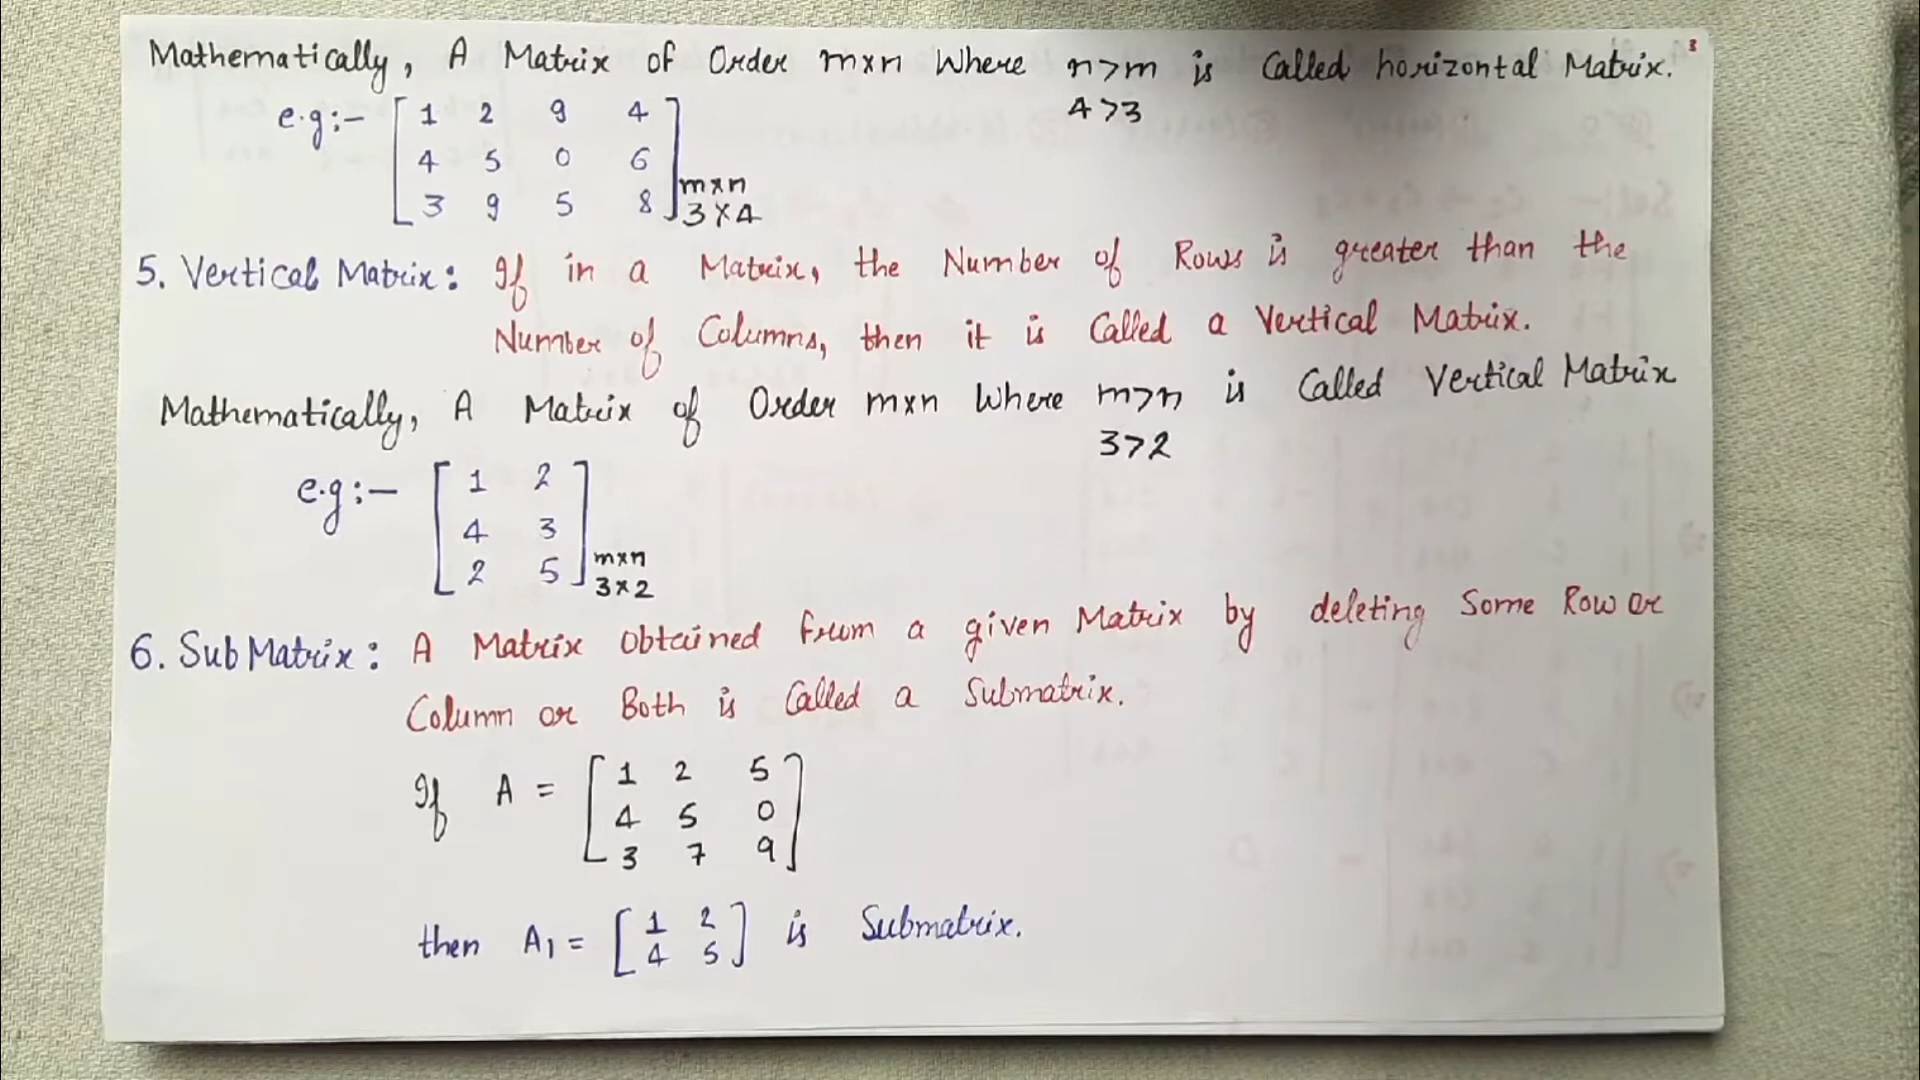 Mathematically, A Matrix of Order m×n Where n>m is Called horizontal Matrix.
3
4>3
e.g:- [ 1 2 9 4
4 5 0 6
3 9 5 8 ] m×n
3×4
5. Vertical Matrix: If in a Matrix, the Number of Rows is greater than the
Number of Columns, then it is Called a Vertical Matrix.
Mathematically, A Matrix of Order m×n Where m>n is Called Vertical Matrix
3>2
e.g:- [ 1 2
4 3
2 5 ] m×n
3×2
6. Sub Matrix: A Matrix Obtained from a given Matrix by deleting Some Row or
Column or Both is Called a Submatrix.
If A = [ 1 2 5
4 5 0
3 7 9 ]
then A₁ = [ 1 2
4 5 ] is Submatrix.